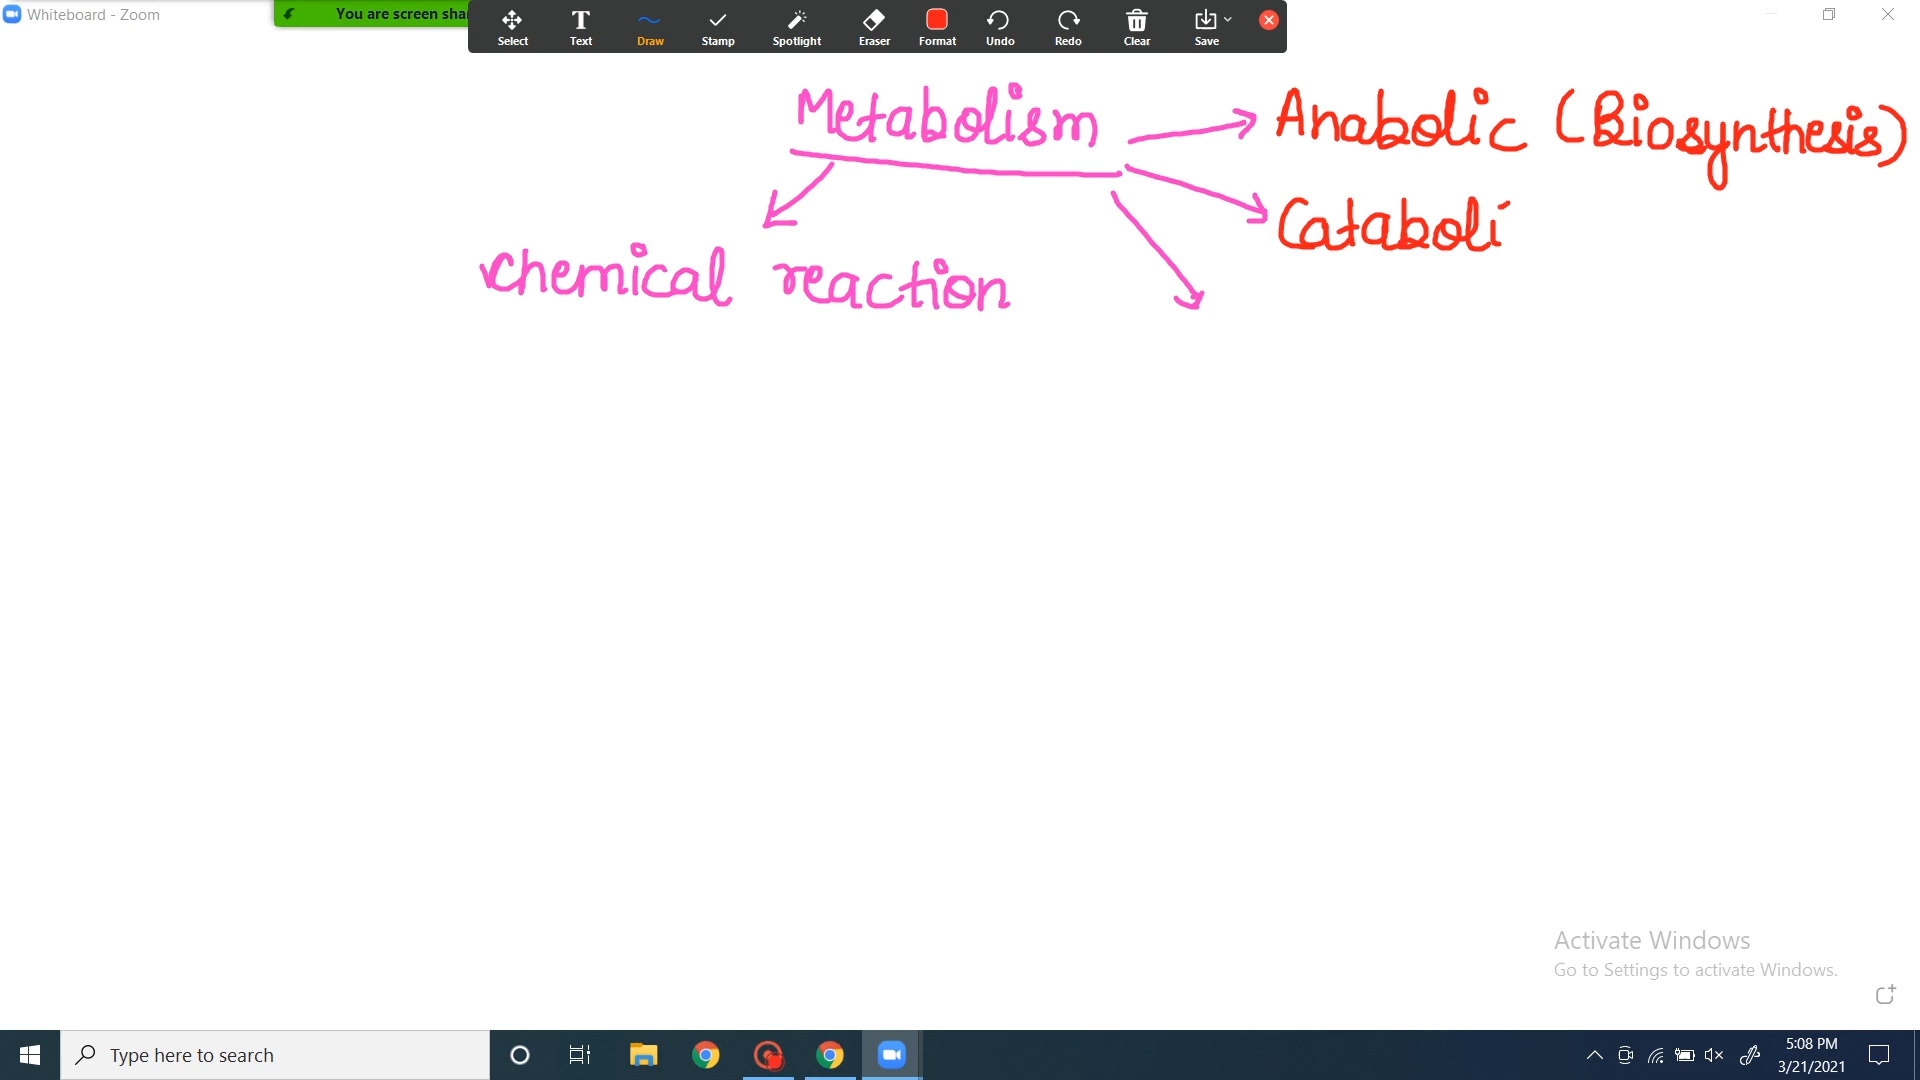 Whiteboard - Zoom
You are screen sha
Select Text Draw Stamp Spotlight Eraser Format Undo Redo Clear Save
Metabolism
Anabolic (Biosynthesis)
Cataboli
chemical reaction
Activate Windows
Go to Settings to activate Windows.
Type here to search
5:08 PM
3/21/2021